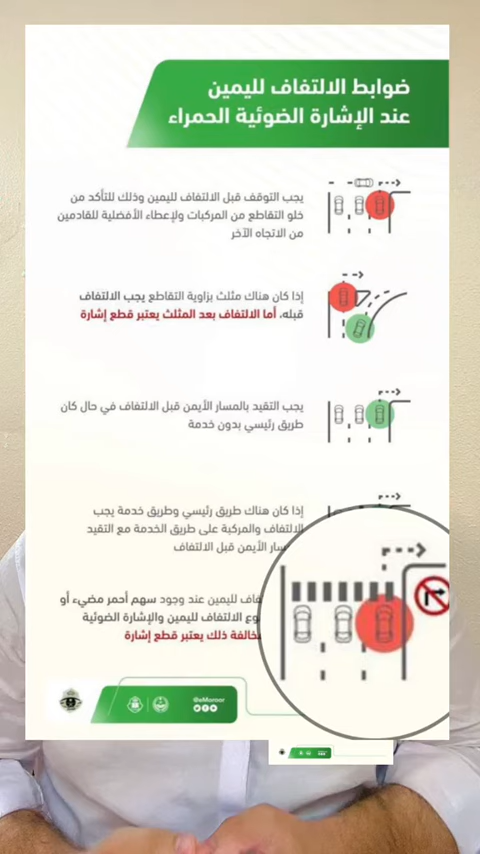 ضوابط الالتفاف لليمين
عند الإشارة الضوئية الحمراء
يجب التوقف قبل الالتفاف لليمين وذلك للتأكد من
خلو التقاطع من المركبات ولإعطاء الأفضلية للقادمين
من الاتجاه الآخر
إذا كان هناك مثلث بزاوية التقاطع يجب الالتفاف
قبله، أما الالتفاف بعد المثلث يعتبر قطع إشارة
يجب التقيد بالمسار الأيمن قبل الالتفاف في حال كان
طريق رئيسي بدون خدمة
إذا كان هناك طريق رئيسي وطريق خدمة يجب
الالتفاف والمركبة على طريق الخدمة مع التقيد
الأيمن قبل الالتفاف
لليمين عند وجود سهم أحمر مضيء أو
الالتفاف لليمين والإشارة الضوئية
ذلك يعتبر قطع إشارة
@eMoroor